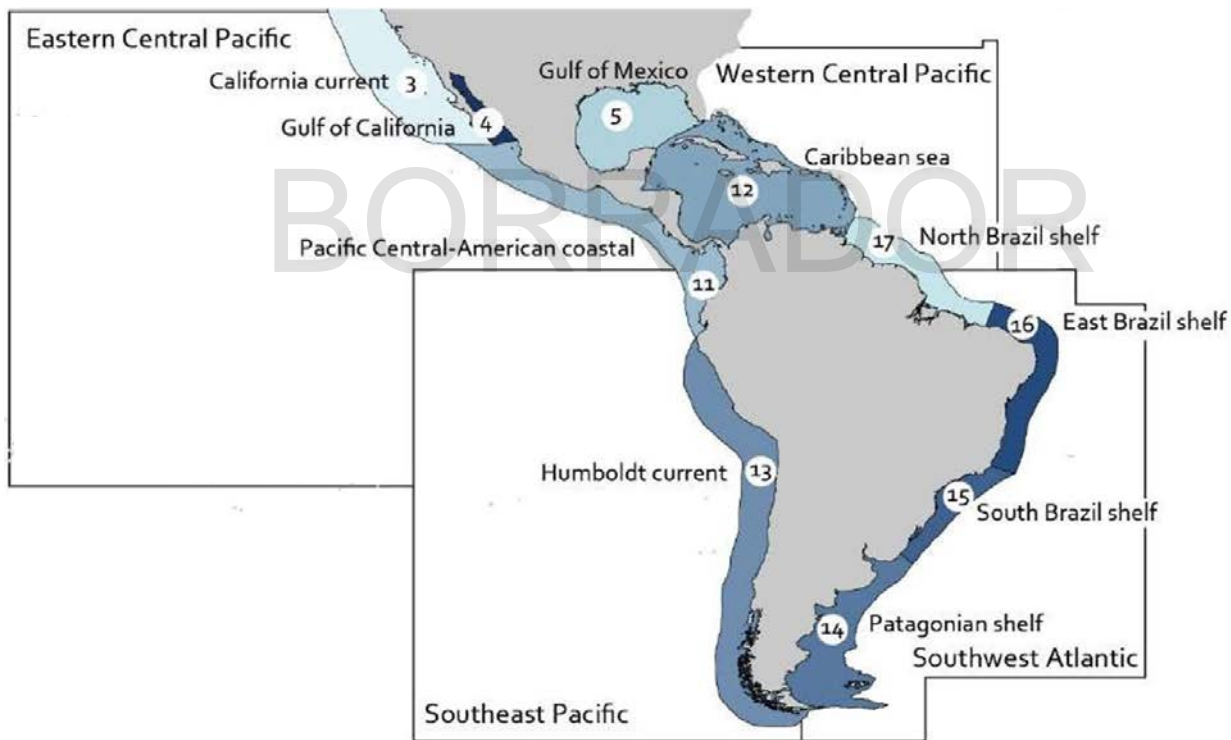 Eastern Central Pacific
California current
3
Gulf of California
4
Gulf of Mexico
5
Western Central Pacific
Caribbean sea
12
BORRADOR
17
North Brazil shelf
Pacific Central-American coastal
11
16
East Brazil shelf
Humboldt current
13
15
South Brazil shelf
14
Patagonian shelf
Southwest Atlantic
Southeast Pacific